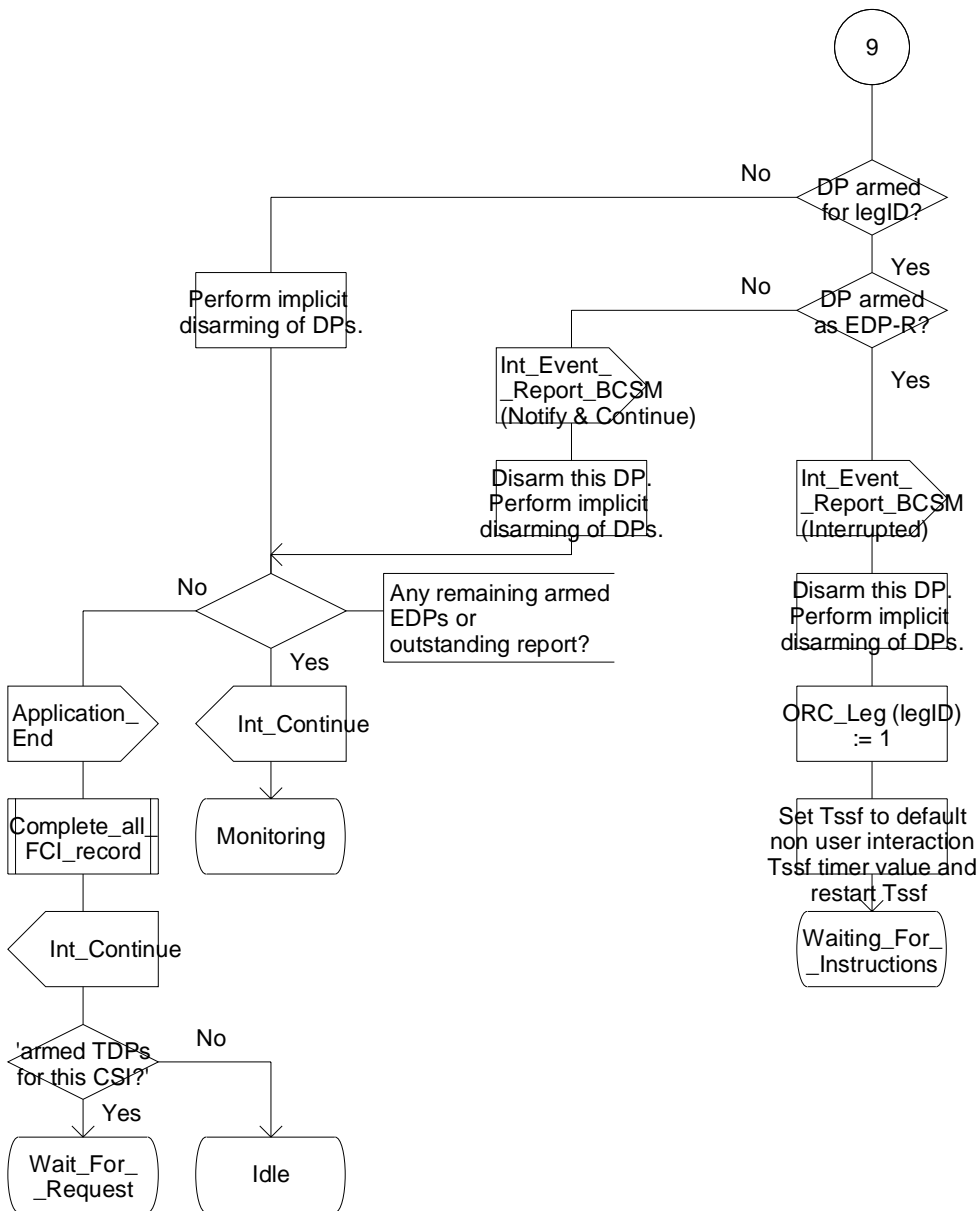 9
No
DP armed
for legID?
Yes
Perform implicit
disarming of DPs.
No
DP armed
as EDP-R?
Yes
Int_Event_
_Report_BCSM
(Notify & Continue)
Disarm this DP.
Perform implicit
disarming of DPs.
Int_Event_
_Report_BCSM
(Interrupted)
No
Any remaining armed
EDPs or
outstanding report?
Yes
Disarm this DP.
Perform implicit
disarming of DPs.
Application_
End
Int_Continue
ORC_Leg (legID)
:= 1
Complete_all_
FCI_record
Monitoring
Set Tssf to default
non user interaction
Tssf timer value and
restart Tssf
Int_Continue
Waiting_For_
_Instructions
'armed TDPs
for this CSI?'
No
Yes
Wait_For_
_Request
Idle